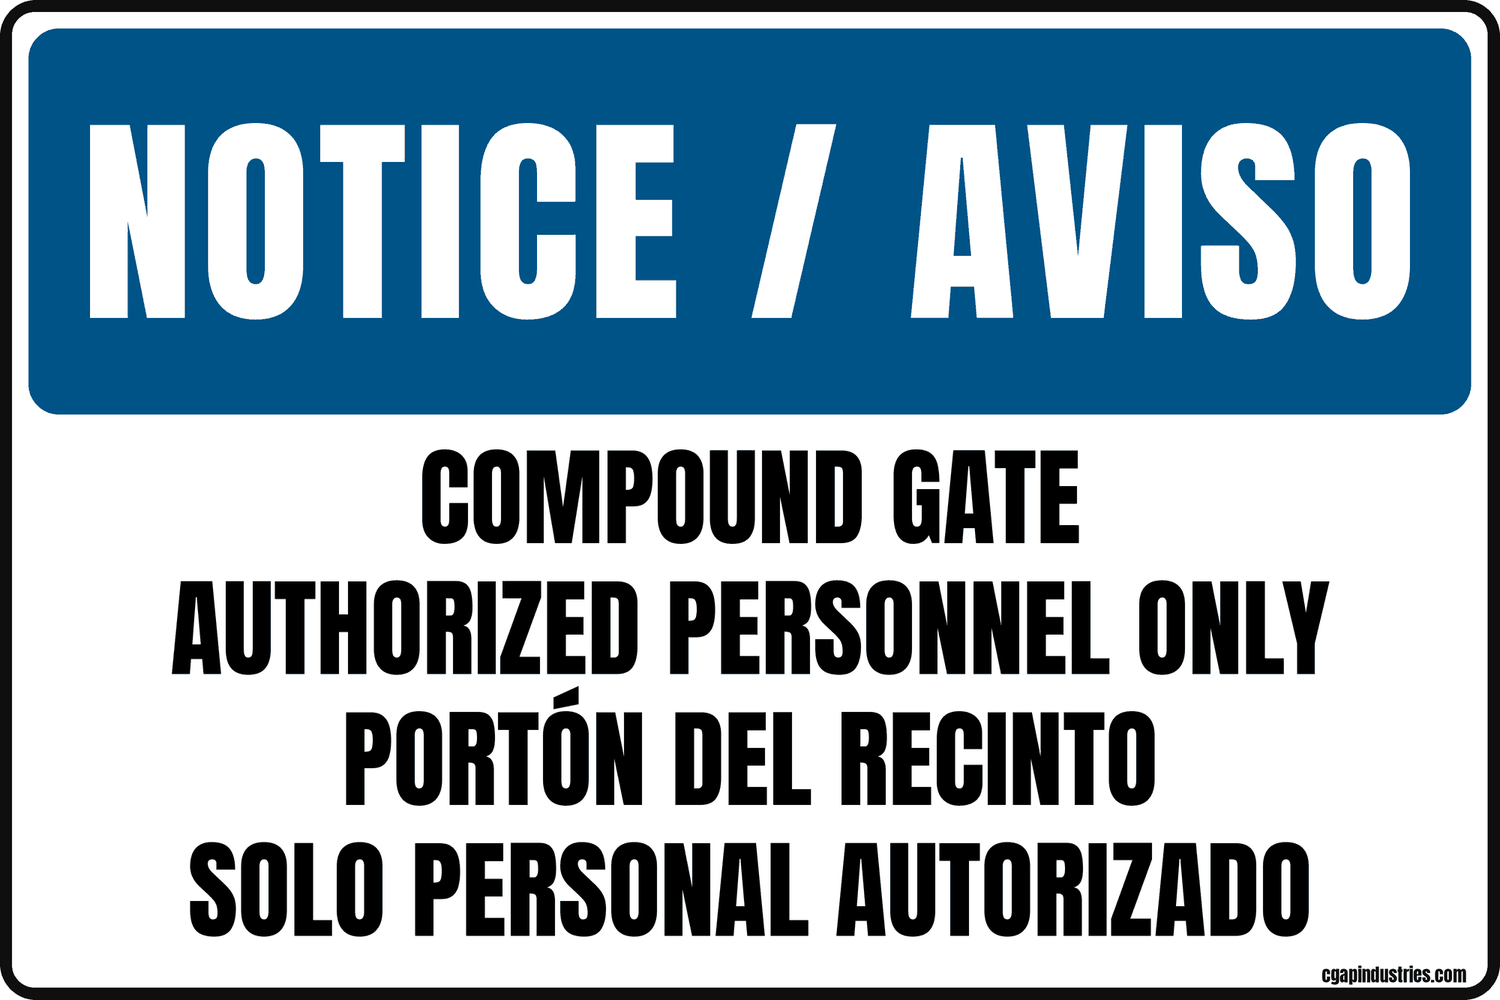 NOTICE / AVISO
COMPOUND GATE
AUTHORIZED PERSONNEL ONLY
PORTÓN DEL RECINTO
SOLO PERSONAL AUTORIZADO
cgapindustries.com